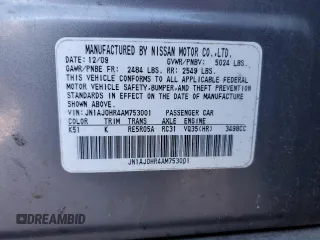 MANUFACTURED BY NISSAN MOTOR CO.,LTD.
DATE: 12/09 GVWR/PNBV: 5024 LBS.
GAWR/PNBE FR: 2484 LBS. RR: 2549 LBS.
THIS VEHICLE CONFORMS TO ALL APPLICABLE FEDERAL
MOTOR VEHICLE SAFETY, BUMPER, AND THEFT PREVENTION
STANDARDS IN EFFECT ON THE DATE OF MANUFACTURE
SHOWN ABOVE.
VIN: JN1AJ0HR4AM753001 PASSENGER CAR
COLOR TRIM TRANS AXLE ENGINE
K51 K RE5R05A RC31 VQ35(HR) 3498CC
JN1AJ0HR4AM753001
DREAMBID